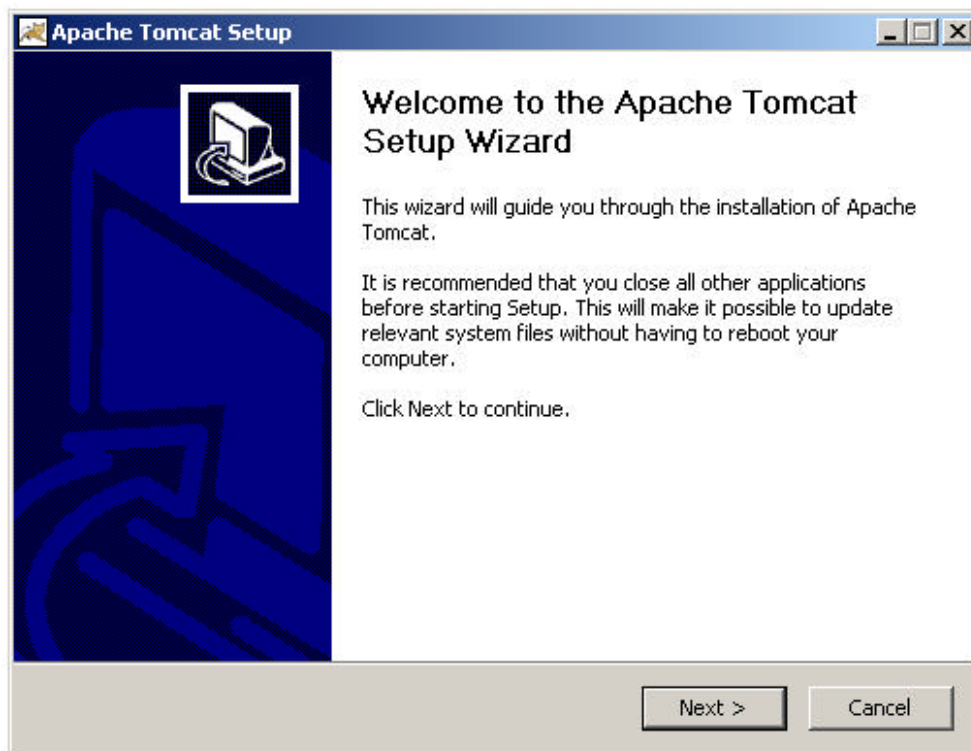 Apache Tomcat Setup
Welcome to the Apache Tomcat
Setup Wizard
This wizard will guide you through the installation of Apache
Tomcat.
It is recommended that you close all other applications
before starting Setup. This will make it possible to update
relevant system files without having to reboot your
computer.
Click Next to continue.
Next >
Cancel